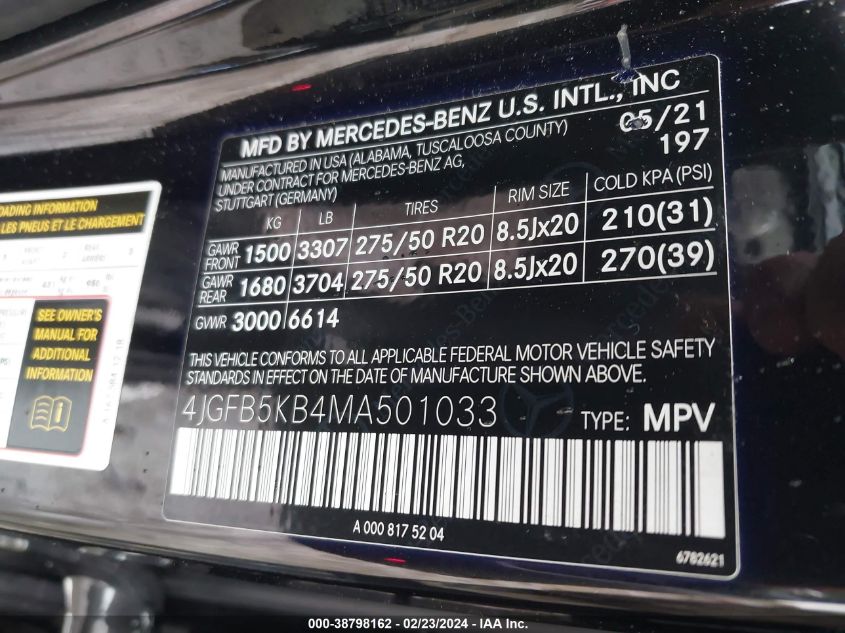 MFD BY MERCEDES-BENZ U.S. INTL., INC
MANUFACTURED IN USA (ALABAMA, TUSCALOOSA COUNTY)
UNDER CONTRACT FOR MERCEDES-BENZ AG,
STUTTGART (GERMANY)
05/21
197
KG LB TIRES RIM SIZE COLD KPA (PSI)
GAWR FRONT 1500 3307 275/50 R20 8.5Jx20 210(31)
GAWR REAR 1680 3704 275/50 R20 8.5Jx20 270(39)
GVWR 3000 6614
THIS VEHICLE CONFORMS TO ALL APPLICABLE FEDERAL MOTOR VEHICLE SAFETY
STANDARDS IN EFFECT ON THE DATE OF MANUFACTURE SHOWN ABOVE.
4JGFB5KB4MA501033 TYPE: MPV
A 000 817 52 04
6782621
OADING INFORMATION
LES PNEUS ET LE CHARGEMENT
SEE OWNER'S
MANUAL FOR
ADDITIONAL
INFORMATION
000-38798162 - 02/23/2024 - IAA Inc.